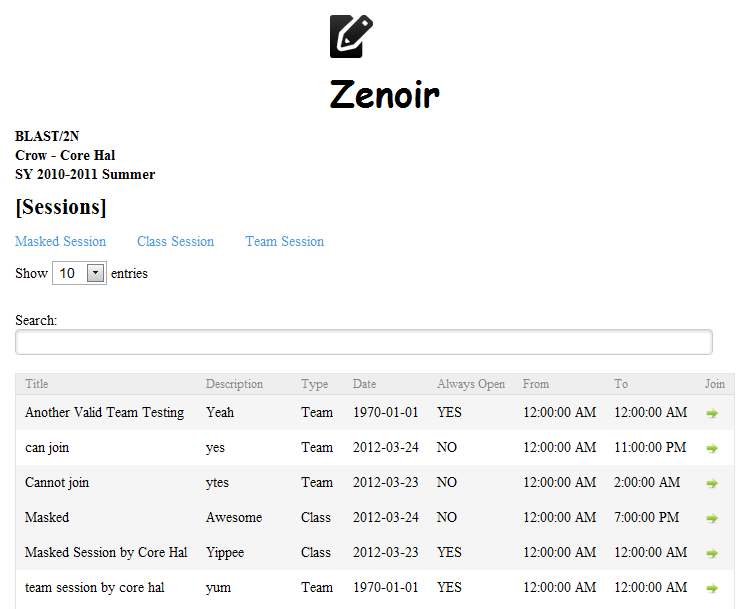 Zenoir
BLAST/2N
Crow - Core Hal
SY 2010-2011 Summer
[Sessions]
Masked Session Class Session Team Session
Show 10 entries
Search:
Title Description Type Date Always Open From To Join
Another Valid Team Testing Yeah Team 1970-01-01 YES 12:00:00 AM 12:00:00 AM
can join yes Team 2012-03-24 NO 12:00:00 AM 11:00:00 PM
Cannot join ytes Team 2012-03-23 NO 12:00:00 AM 2:00:00 AM
Masked Awesome Class 2012-03-24 NO 12:00:00 AM 7:00:00 PM
Masked Session by Core Hal Yippee Class 2012-03-23 YES 12:00:00 AM 12:00:00 AM
team session by core hal yum Team 1970-01-01 YES 12:00:00 AM 12:00:00 AM